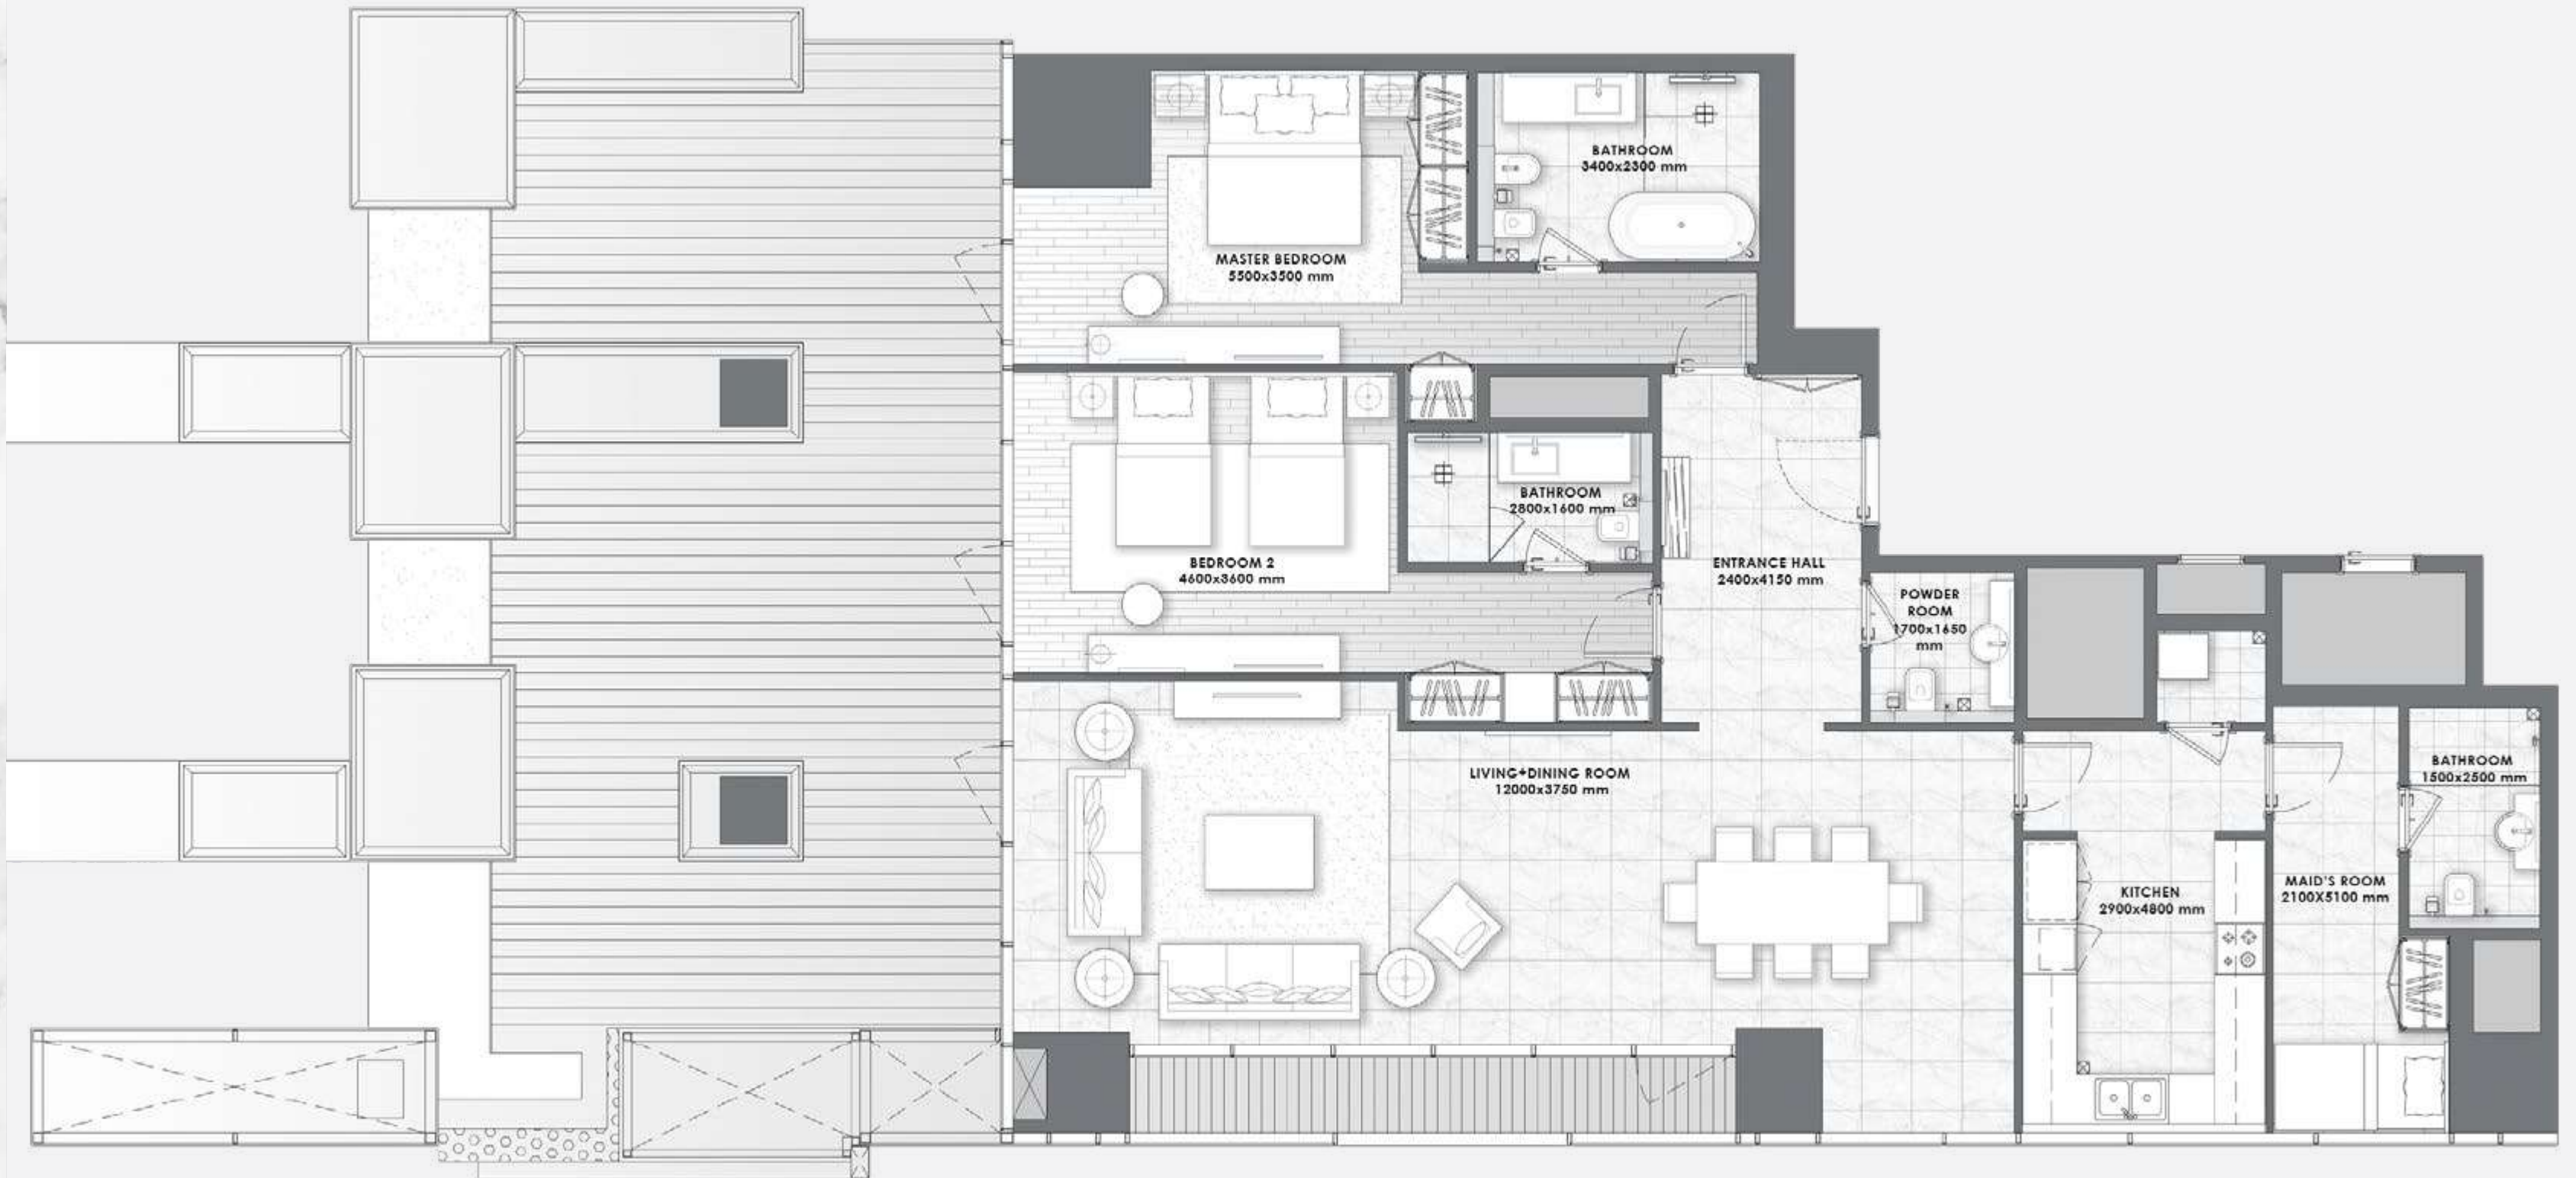 BATHROOM
3400x2300 mm
MASTER BEDROOM
5500x3500 mm
BATHROOM
2800x1600 mm
BEDROOM 2
4600x3600 mm
ENTRANCE HALL
2400x4150 mm
POWDER
ROOM
1700x1650
mm
LIVING+DINING ROOM
12000x3750 mm
BATHROOM
1500x2500 mm
KITCHEN
2900x4800 mm
MAID'S ROOM
2100X5100 mm